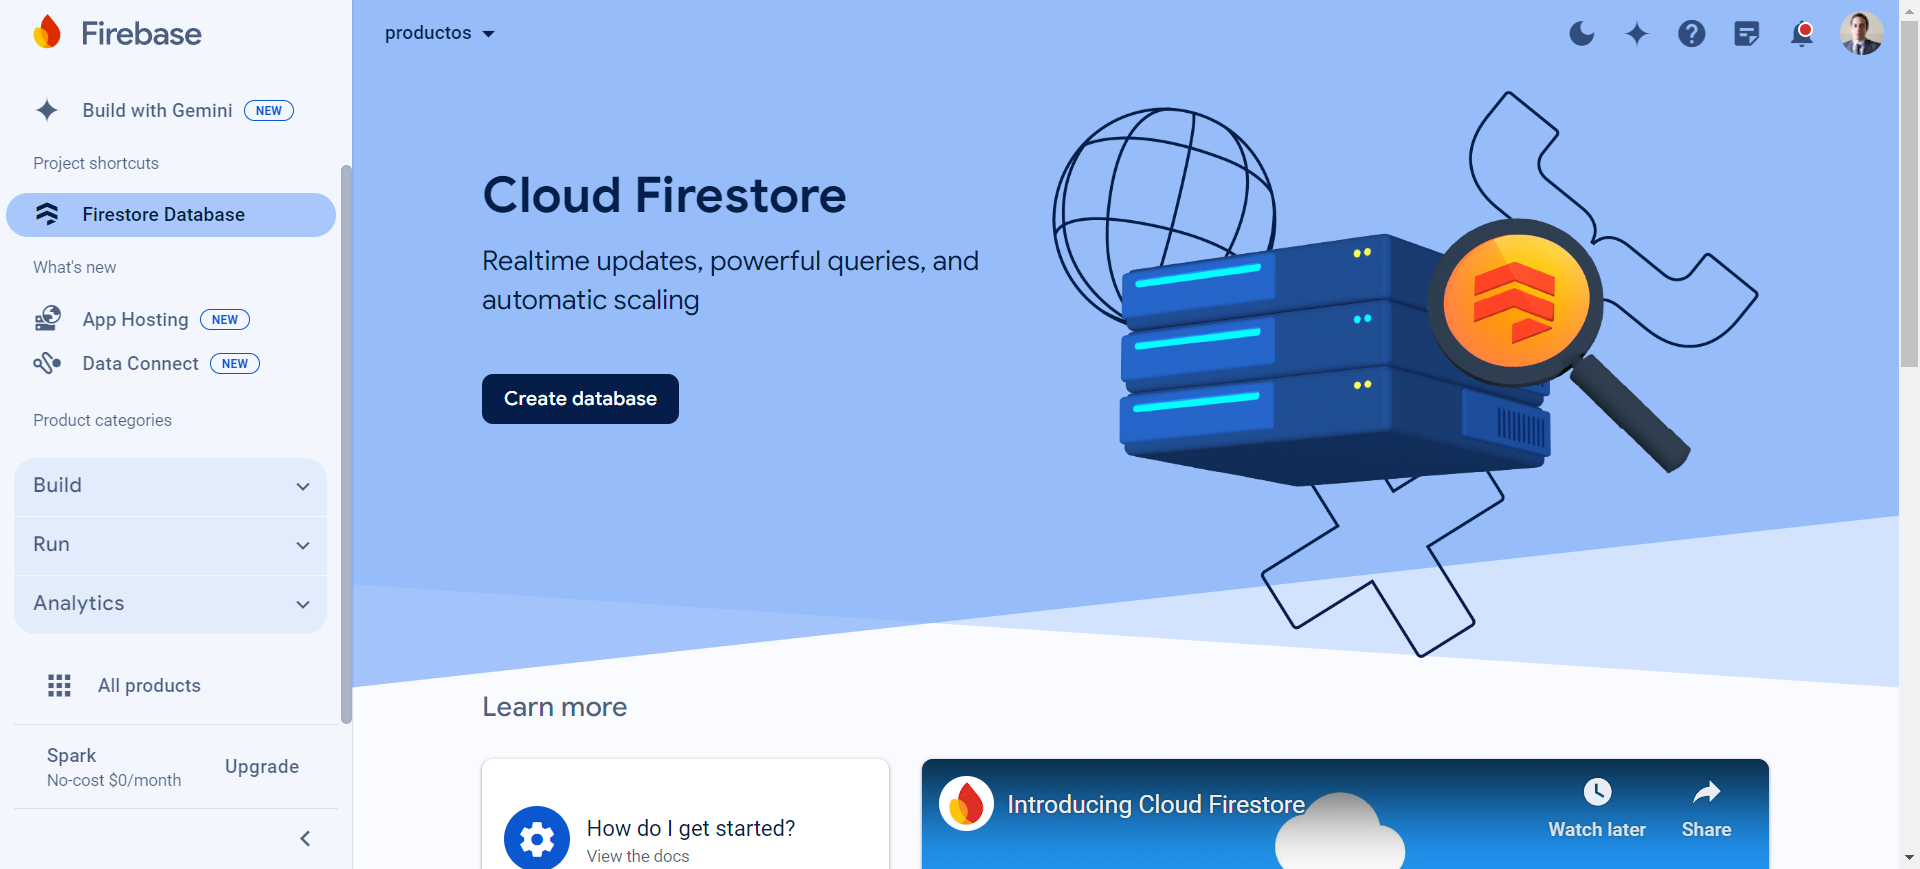 Firebase
Build with Gemini NEW
Project shortcuts
Firestore Database
What's new
App Hosting NEW
Data Connect NEW
Product categories
Build
Run
Analytics
All products
Spark
No-cost $0/month
Upgrade
productos
Cloud Firestore
Realtime updates, powerful queries, and
automatic scaling
Create database
Learn more
How do I get started?
View the docs
Introducing Cloud Firestore
Watch later
Share